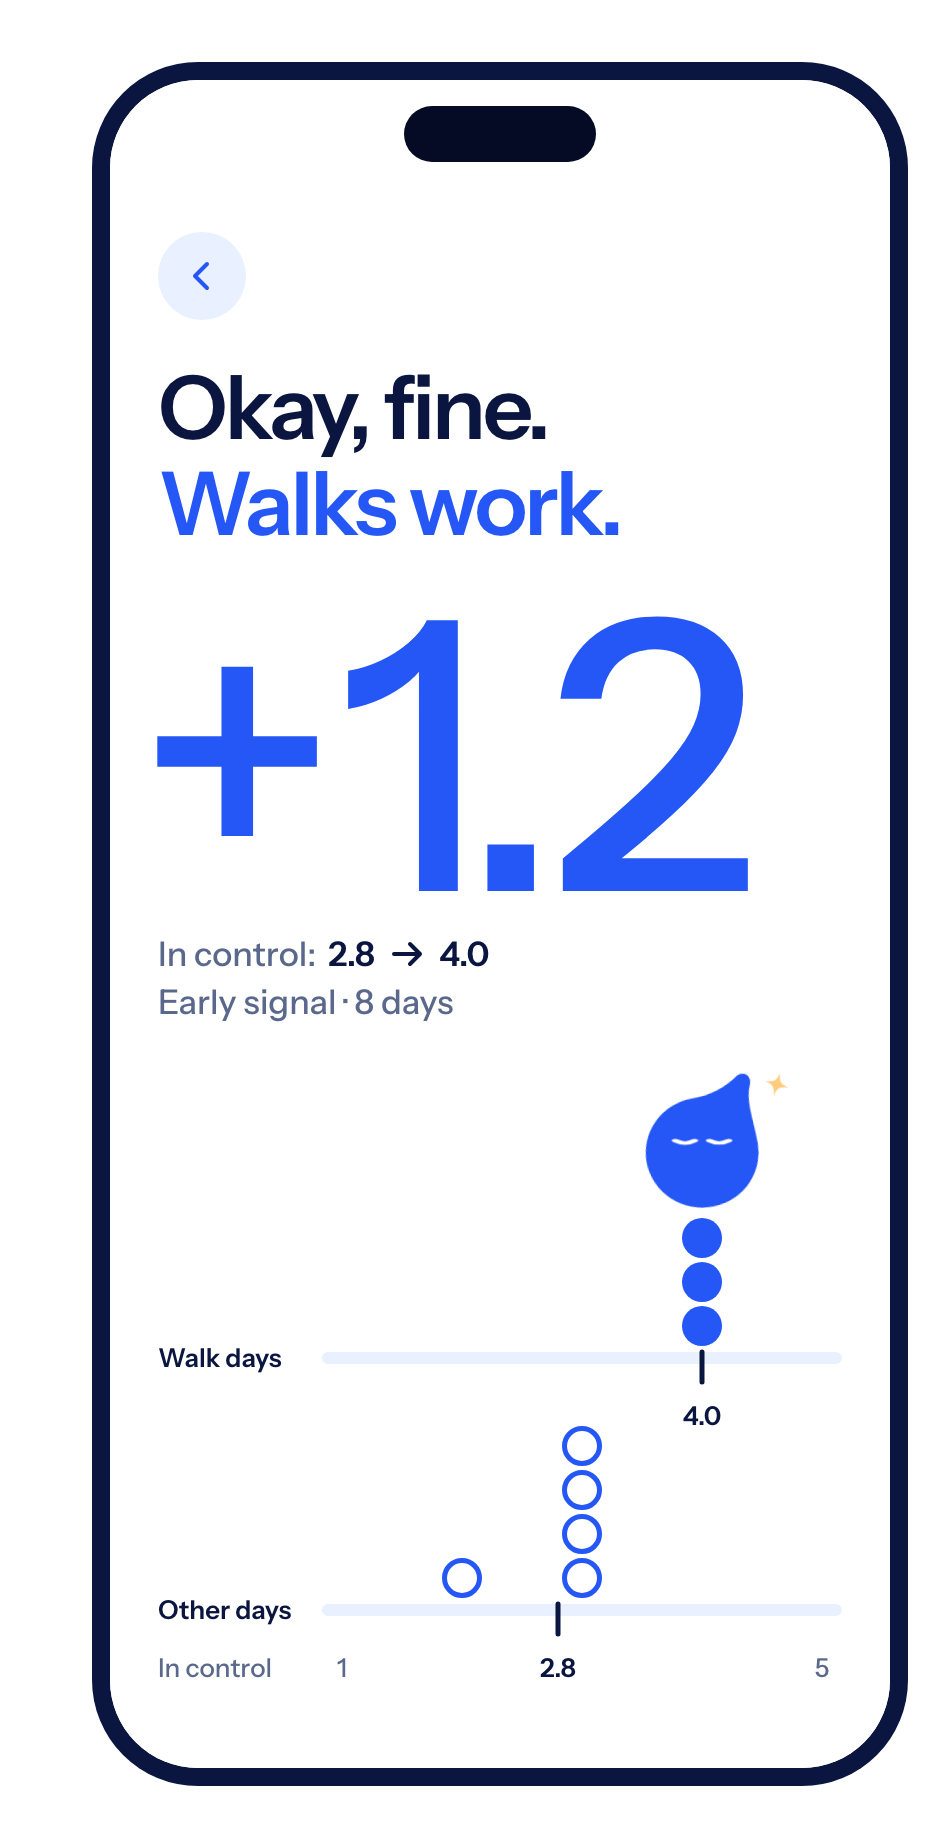 Okay, fine.
Walks work.
+1.2
In control: 2.8 → 4.0
Early signal · 8 days
Walk days
4.0
Other days
In control 1 2.8 5